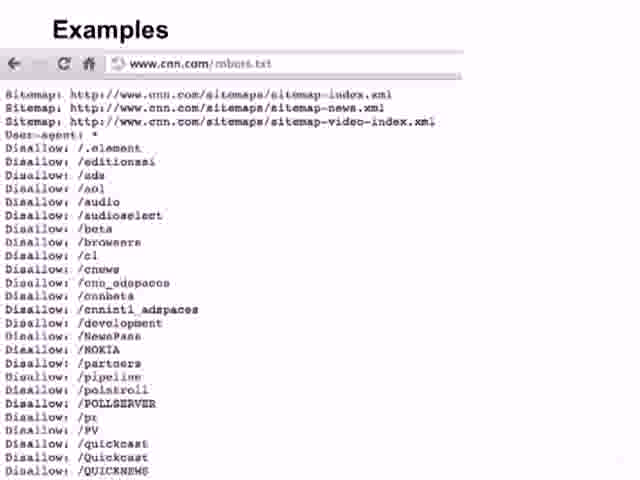 Examples
www.cnn.com/robots.txt
Sitemap: http://www.cnn.com/sitemaps/sitemap-index.xml
Sitemap: http://www.cnn.com/sitemaps/sitemap-news.xml
Sitemap: http://www.cnn.com/sitemaps/sitemap-video-index.xml
User-agent: *
Disallow: /.element
Disallow: /editionssi
Disallow: /ads
Disallow: /aol
Disallow: /audio
Disallow: /audioselect
Disallow: /beta
Disallow: /browsers
Disallow: /cl
Disallow: /cnews
Disallow: /cnn_adspaces
Disallow: /cnnbeta
Disallow: /cnnintl_adspaces
Disallow: /development
Disallow: /NewsPass
Disallow: /NOKIA
Disallow: /partners
Disallow: /pipeline
Disallow: /pointroll
Disallow: /POLLSERVER
Disallow: /pr
Disallow: /PV
Disallow: /quickcast
Disallow: /Quickcast
Disallow: /QUICKNEWS